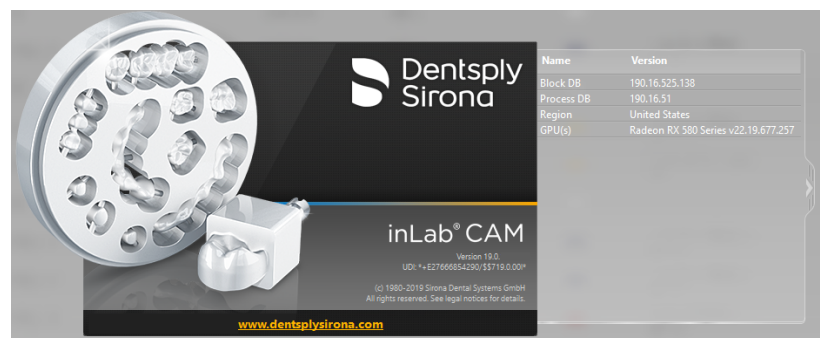 Dentsply
Sirona
inLab® CAM
Version 19.0.
UDI: *+E27666854290/$$719.0.00I*
(c) 1980-2019 Sirona Dental Systems GmbH
All rights reserved. See legal notices for details.
www.dentsplysirona.com
Name Version
Block DB 190.16.525.138
Process DB 190.16.51
Region United States
GPU(s) Radeon RX 580 Series v22.19.677.257